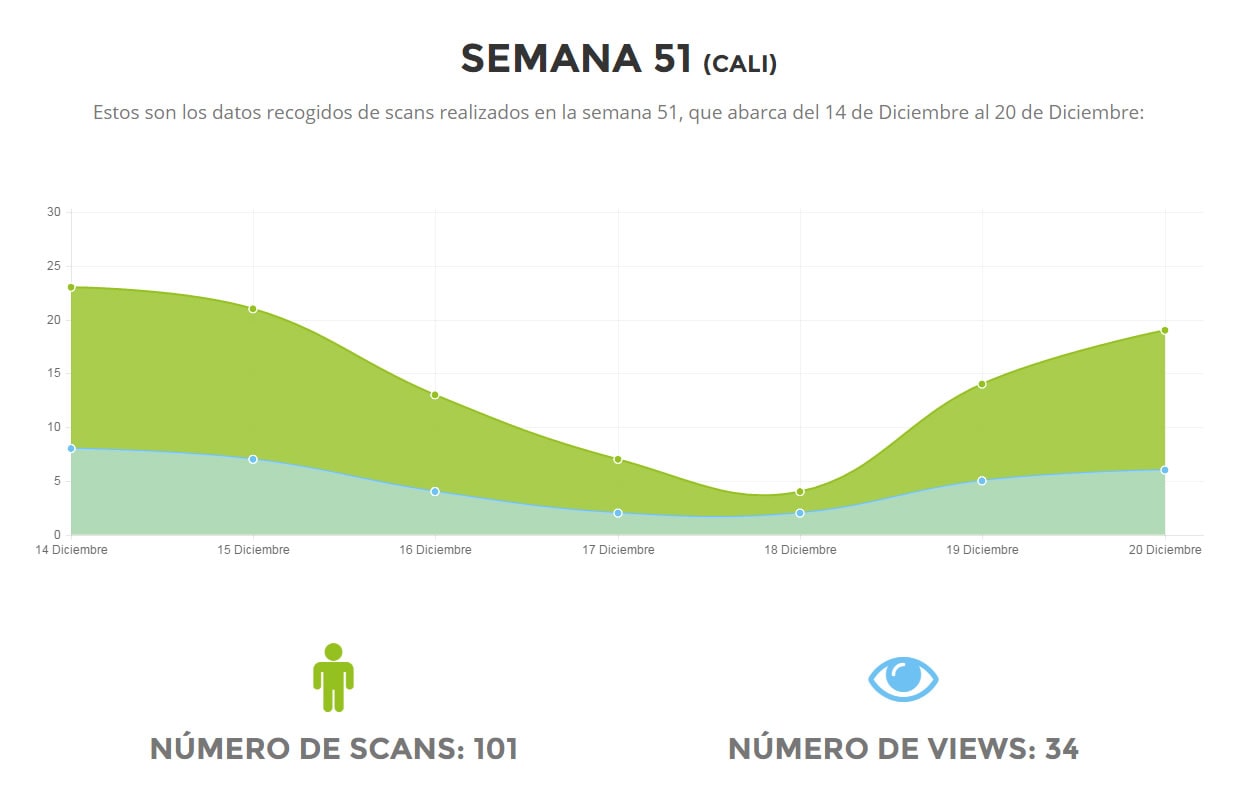 SEMANA 51 (CALI)
Estos son los datos recogidos de scans realizados en la semana 51, que abarca del 14 de Diciembre al 20 de Diciembre:
30
25
20
15
10
5
0
14 Diciembre 15 Diciembre 16 Diciembre 17 Diciembre 18 Diciembre 19 Diciembre 20 Diciembre
NÚMERO DE SCANS: 101 NÚMERO DE VIEWS: 34